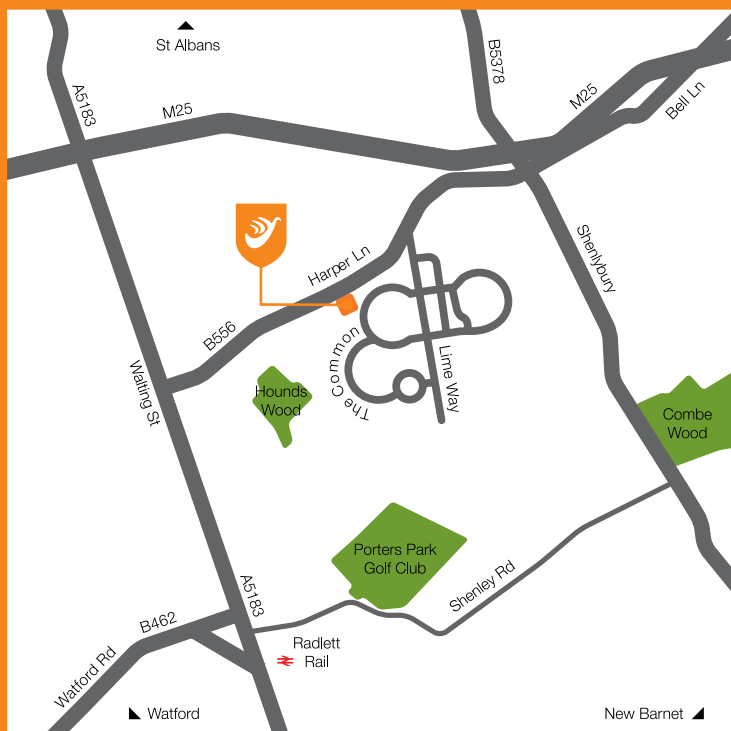 St Albans
B5378
A5183
M25
M25
Bell Ln
Shenlybury
Harper Ln
B556
The Common
Lime Way
Walting St
Hounds
Wood
Combe
Wood
Porters Park
Golf Club
Shenley Rd
A5183
B462
Radlett
Rail
Watford Rd
Watford
New Barnet